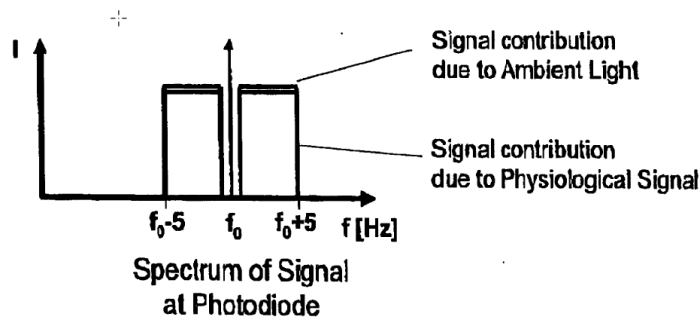 I
Signal contribution
due to Ambient Light
Signal contribution
due to Physiological Signal
f₀-5 f₀ f₀+5 f [Hz]
Spectrum of Signal
at Photodiode